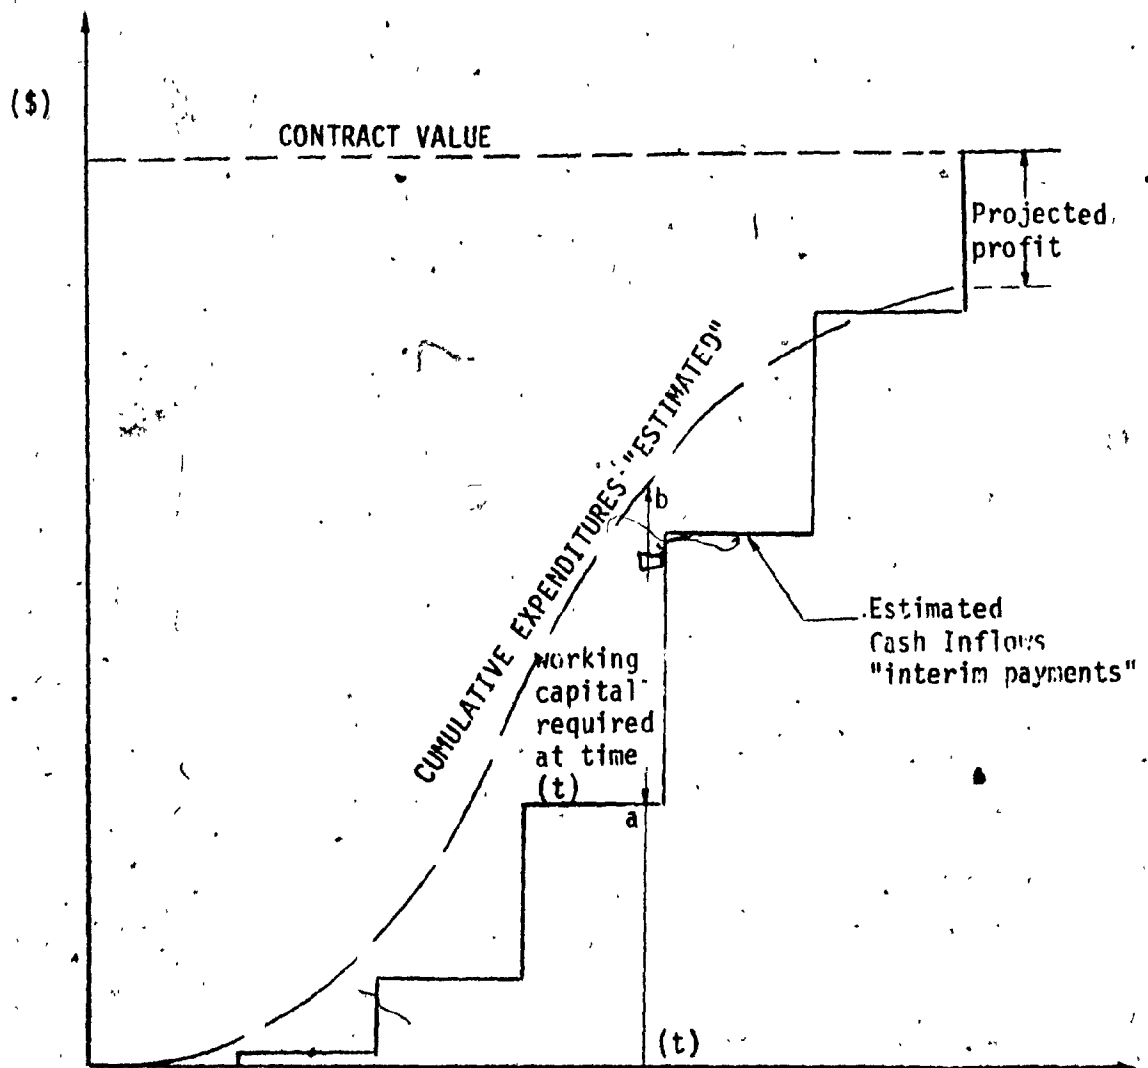 ($)
CONTRACT VALUE
Projected
profit
CUMULATIVE EXPENDITURES "ESTIMATED"
b
working
capital
required
at time
(t)
a
Estimated
Cash Inflows
"interim payments"
(t)